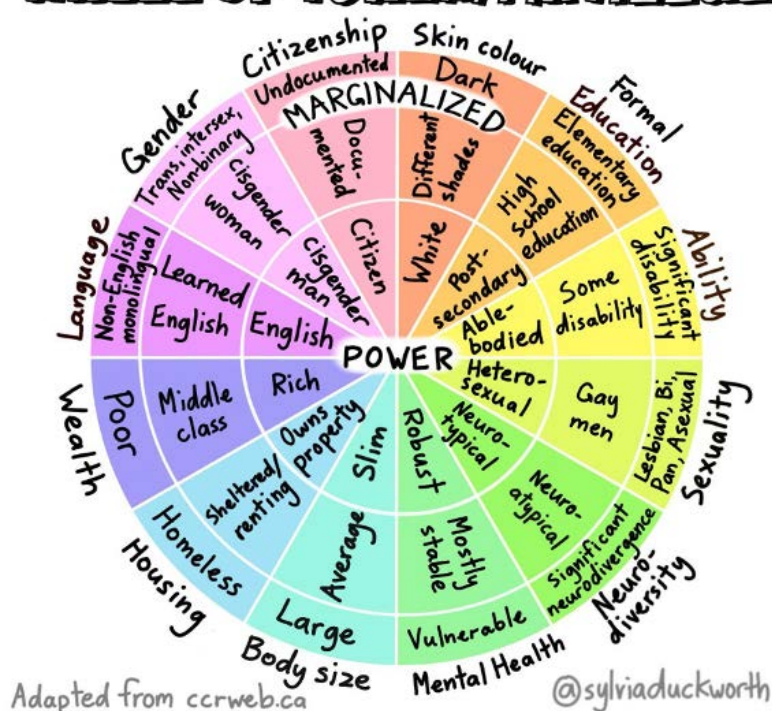 Citizenship
Undocumented
Docu-
mented
Citizen
Skin colour
Dark
Different
shades
White
Formal
Education
Elementary
education
High
School
education
Post-
secondary
Ability
Significant
disability
Some
disability
Able-
bodied
Sexuality
Lesbian, Bi,
Pan, Asexual
Gay
men
Hetero-
sexual
Neuro-
diversity
Significant
neurodivergence
Neuro-
atypical
Neuro-
typical
Mental Health
Vulnerable
Mostly
stable
Robust
Body size
Large
Average
Slim
Housing
Homeless
Sheltered/
renting
Owns
property
Wealth
Poor
Middle
class
Rich
Language
Non-English
monolingual
Learned
English
English
Gender
Trans, intersex,
Non-binary
Cisgender
woman
Cisgender
man
MARGINALIZED
POWER
Adapted from ccrweb.ca
@sylviaduckworth